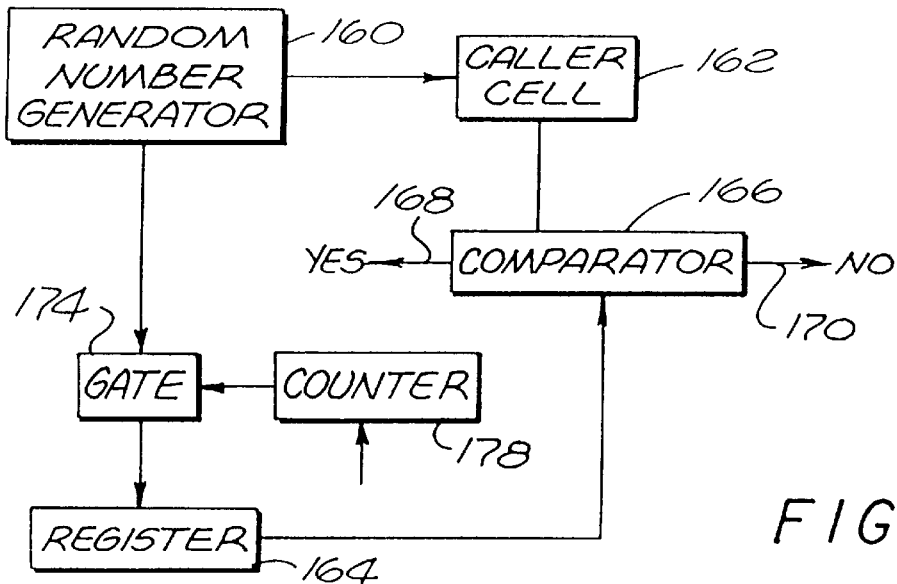 RANDOM
NUMBER
GENERATOR
160
CALLER
CELL
162
166
168
YES
COMPARATOR
NO
170
174
GATE
COUNTER
178
REGISTER
164
FIG